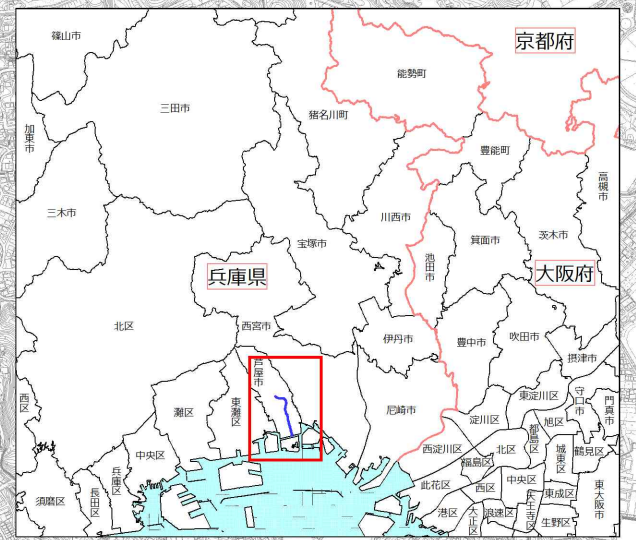 篠山市
京都府
能勢町
三田市
猪名川町
加東市
豊能町
高槻市
三木市
川西市
茨木市
箕面市
宝塚市
池田市
兵庫県
大阪府
北区
西宮市
伊丹市
豊中市
吹田市
摂津市
芦屋市
西区
灘区
東灘区
尼崎市
東淀川区
守口市
門真市
淀川区
旭区
都島区
中央区
西淀川区
北区
城東区
鶴見区
福島区
兵庫区
此花区
西区
中央区
東成区
東大阪市
須磨区
長田区
港区
大正区
浪速区
天王寺区
生野区